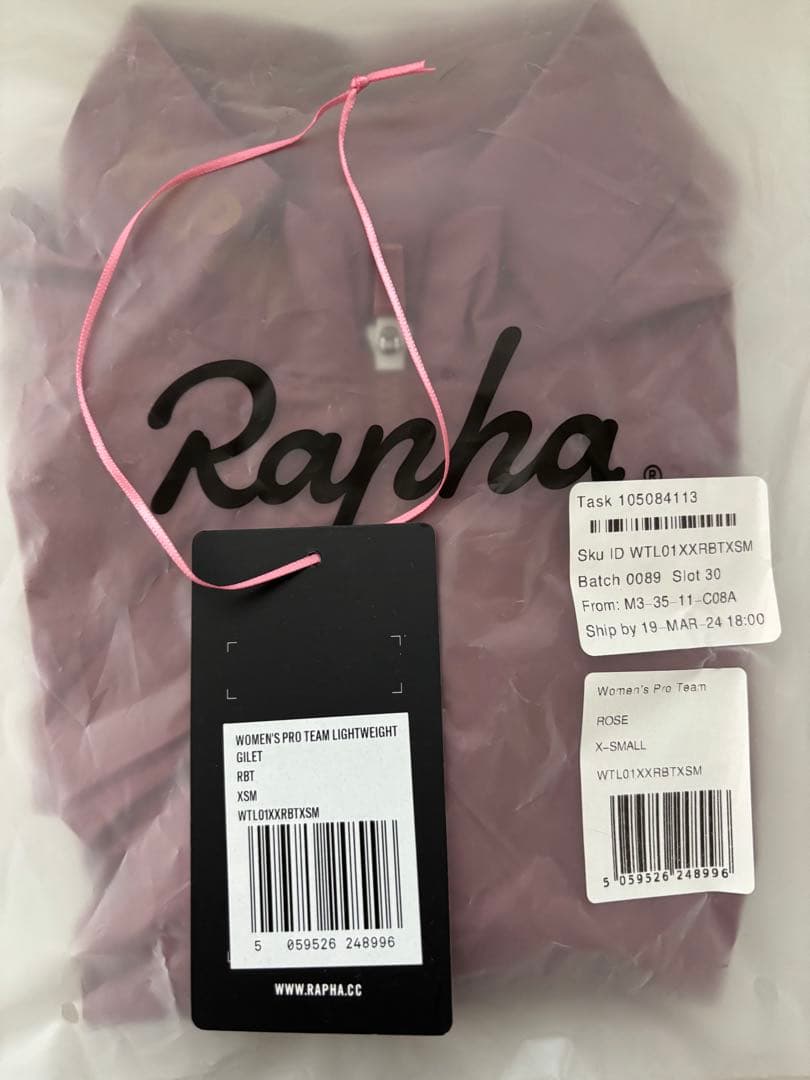 Rapha®
Task 105084113
Sku ID WTL01XXRBTXSM
Batch 0089 Slot 30
From: M3-35-11-C08A
Ship by 19-MAR-24 18:00
Women's Pro Team
ROSE
X-SMALL
WTL01XXRBTXSM
5 059526 248996
WOMEN'S PRO TEAM LIGHTWEIGHT
GILET
RBT
XSM
WTL01XXRBTXSM
5 059526 248996
WWW.RAPHA.CC